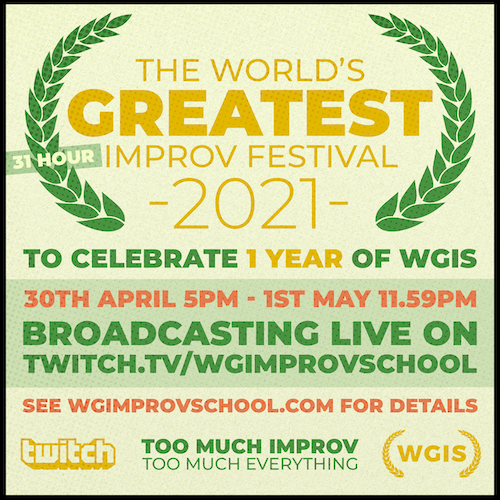 THE WORLD'S
GREATEST
31 HOUR
IMPROV FESTIVAL
-2021-
TO CELEBRATE 1 YEAR OF WGIS
30TH APRIL 5PM - 1ST MAY 11.59PM
BROADCASTING LIVE ON
TWITCH.TV/WGIMPROVSCHOOL
SEE WGIMPROVSCHOOL.COM FOR DETAILS
twitch
TOO MUCH IMPROV
TOO MUCH EVERYTHING
WGIS